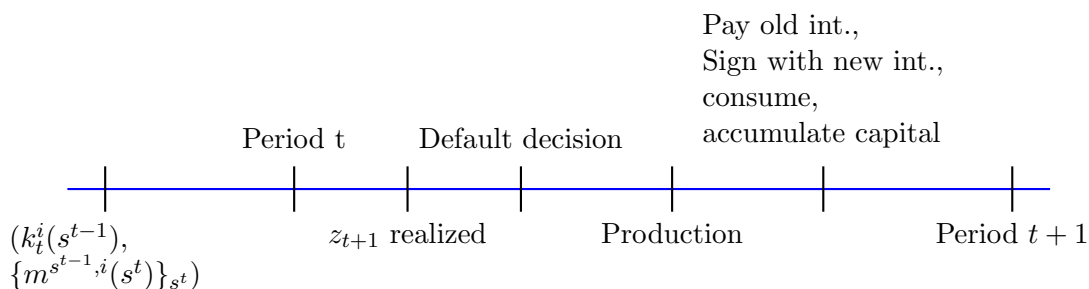 Pay old int.,
Sign with new int.,
consume,
accumulate capital
Period t
Default decision
$(k_t^i(s^{t-1}),$
$\{m^{s^{t-1},i}(s^t)\}_{s^t})$
$z_{t+1}$ realized
Production
Period $t+1$